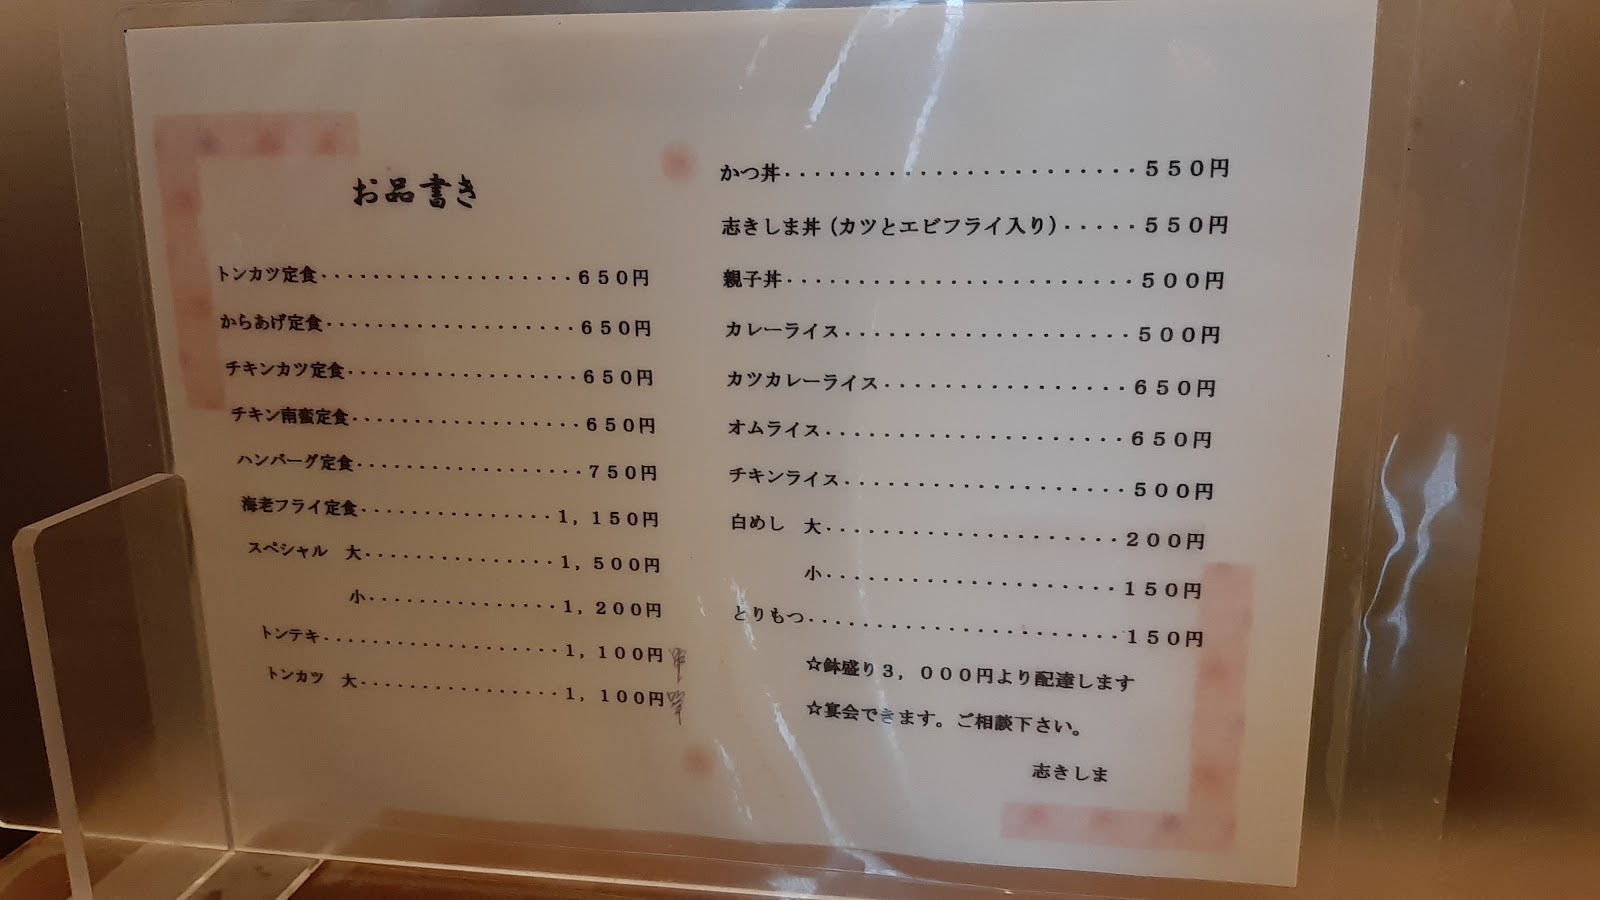 お品書き
トンカツ定食...................650円
からあげ定食...................650円
チキンカツ定食..................650円
チキン南蛮定食..................650円
ハンバーグ定食..................750円
海老フライ定食...............1,150円
スペシャル　大...............1,500円
小...............1,200円
トンテキ...................1,100円
トンカツ　大................1,100円
かつ丼........................550円
志きしま丼（カツとエビフライ入り）.....550円
親子丼........................500円
カレーライス....................500円
カツカレーライス.................650円
オムライス......................650円
チキンライス....................500円
白めし　大.....................200円
小.....................150円
とりもつ.......................150円
☆鉢盛り3,000円より配達します
☆宴会できます。ご相談下さい。
志きしま